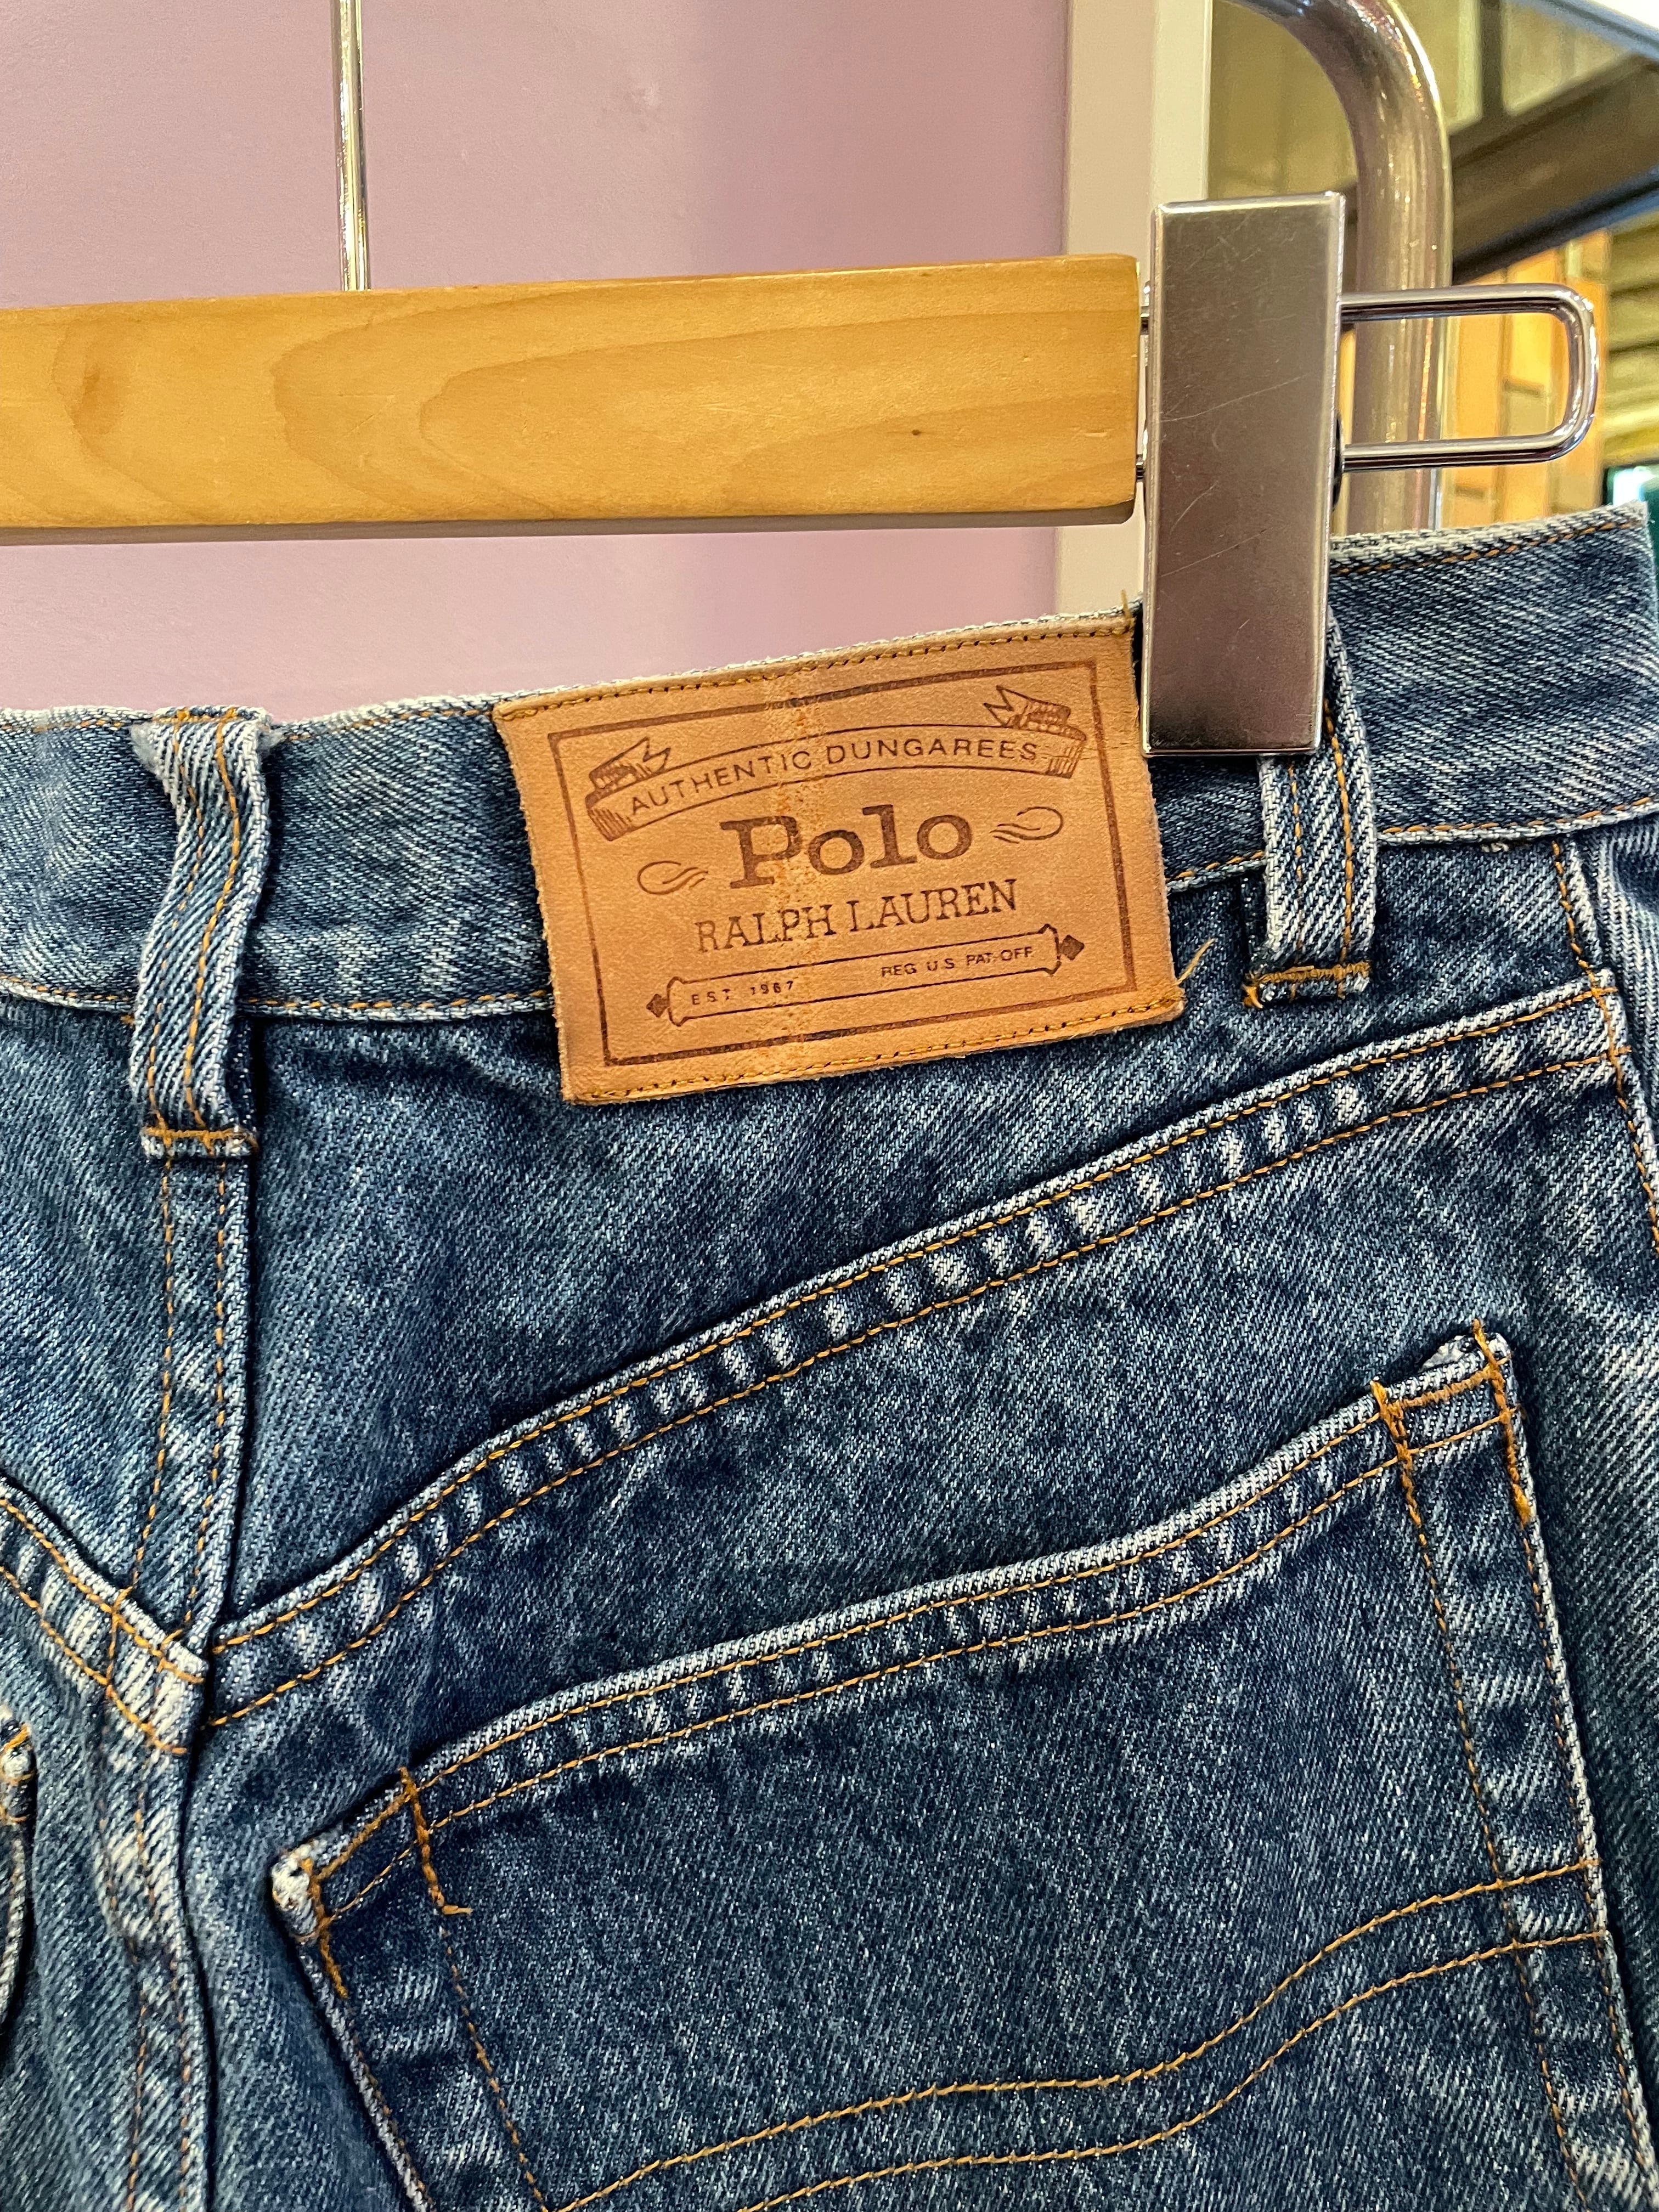 AUTHENTIC DUNGAREES
Polo
RALPH LAUREN
EST. 1967 REG. U.S. PAT. OFF.